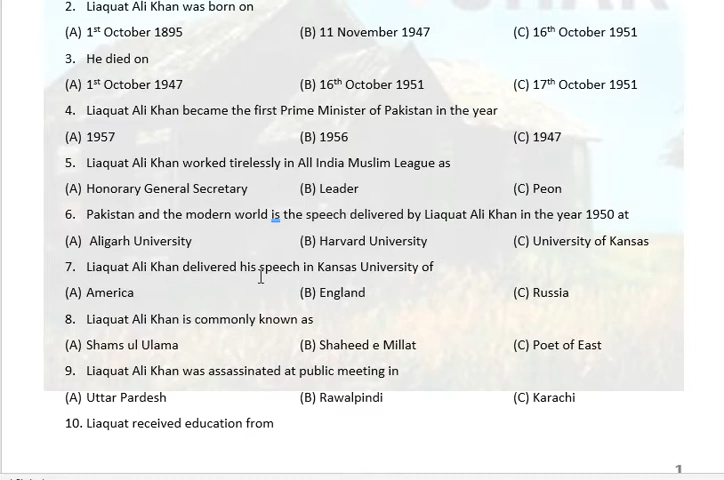 2. Liaquat Ali Khan was born on
(A) 1st October 1895 (B) 11 November 1947 (C) 16th October 1951
3. He died on
(A) 1st October 1947 (B) 16th October 1951 (C) 17th October 1951
4. Liaquat Ali Khan became the first Prime Minister of Pakistan in the year
(A) 1957 (B) 1956 (C) 1947
5. Liaquat Ali Khan worked tirelessly in All India Muslim League as
(A) Honorary General Secretary (B) Leader (C) Peon
6. Pakistan and the modern world is the speech delivered by Liaquat Ali Khan in the year 1950 at
(A) Aligarh University (B) Harvard University (C) University of Kansas
7. Liaquat Ali Khan delivered his speech in Kansas University of
(A) America (B) England (C) Russia
8. Liaquat Ali Khan is commonly known as
(A) Shams ul Ulama (B) Shaheed e Millat (C) Poet of East
9. Liaquat Ali Khan was assassinated at public meeting in
(A) Uttar Pardesh (B) Rawalpindi (C) Karachi
10. Liaquat received education from
1